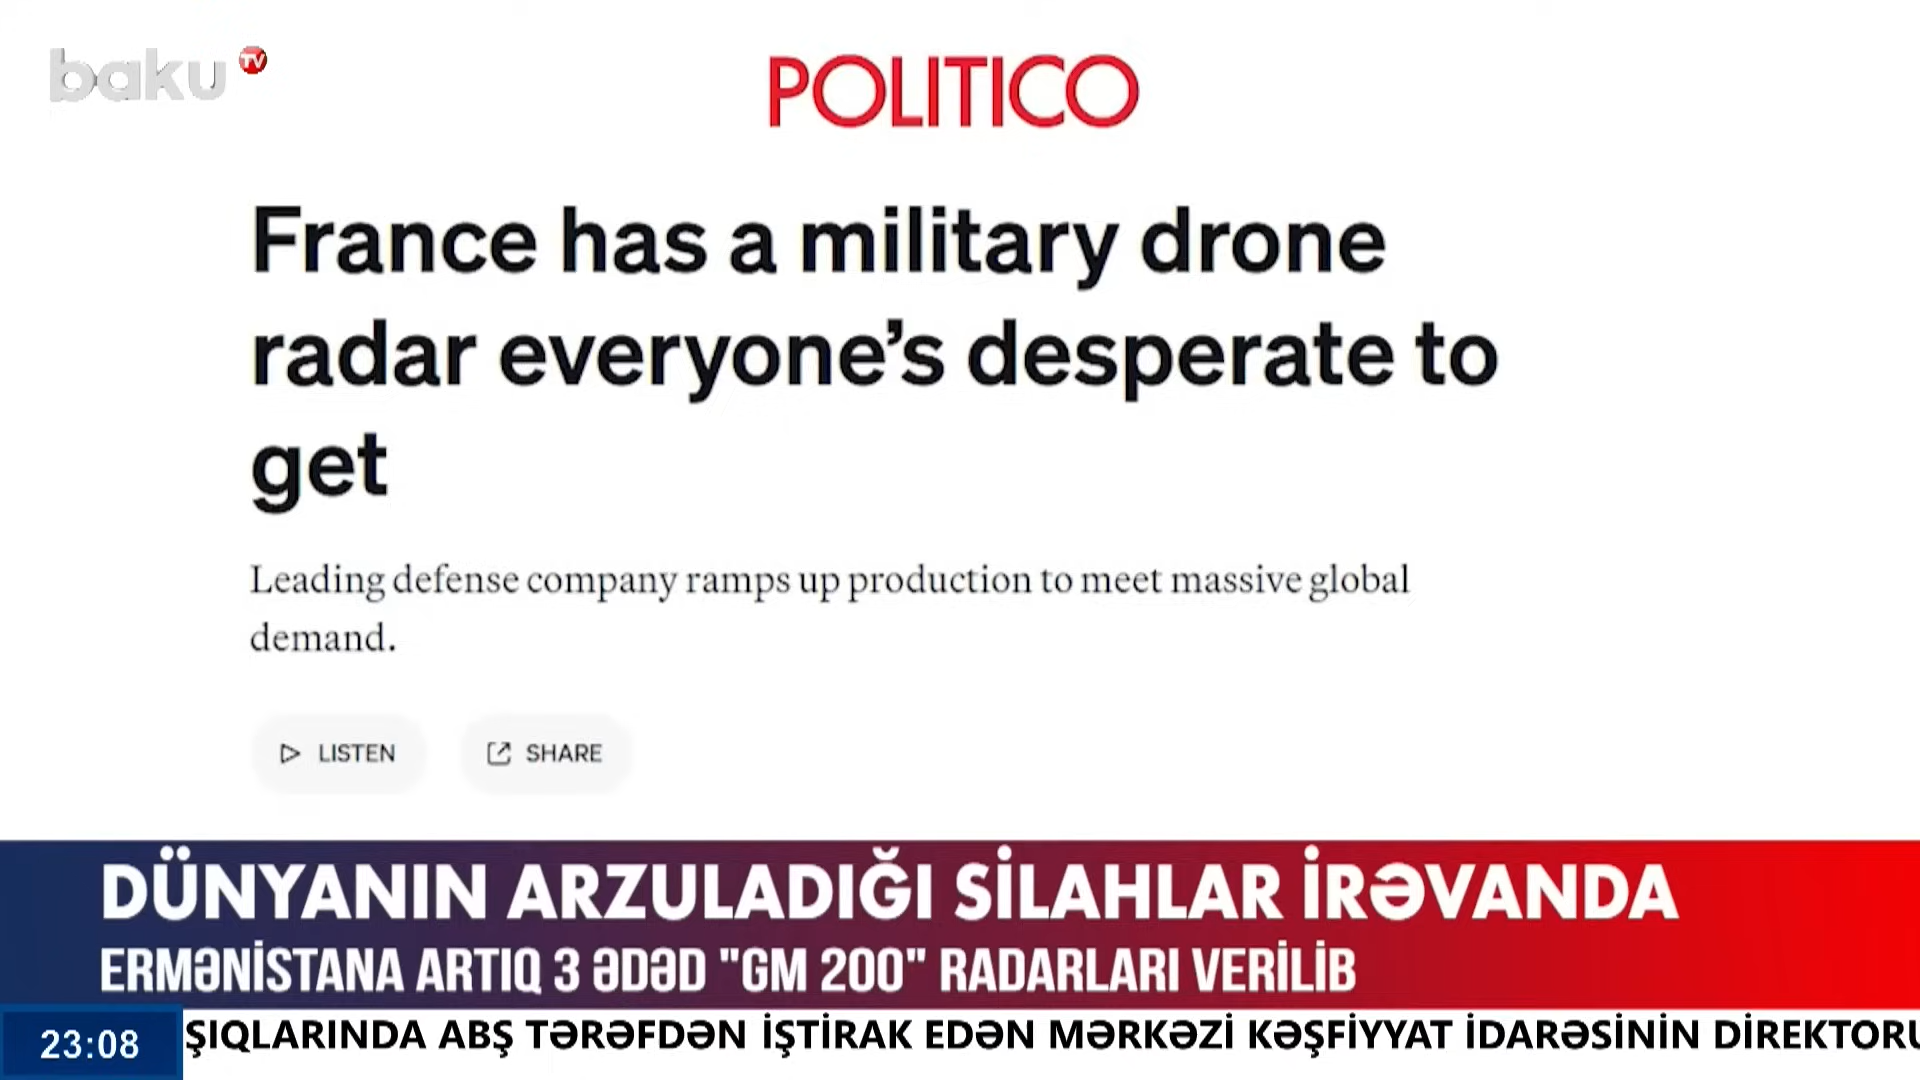 baku TV
POLITICO
France has a military drone
radar everyone’s desperate to
get
Leading defense company ramps up production to meet massive global
demand.
LISTEN
SHARE
DÜNYANIN ARZULADIĞI SİLAHLAR İRƏVANDA
ERMƏNİSTANA ARTIQ 3 ƏDƏD "GM 200" RADARLARI VERİLİB
23:08
ŞIQLARINDA ABŞ TƏRƏFDƏN İŞTİRAK EDƏN MƏRKƏZİ KƏŞFİYYAT İDARƏSİNİN DİREKTORU